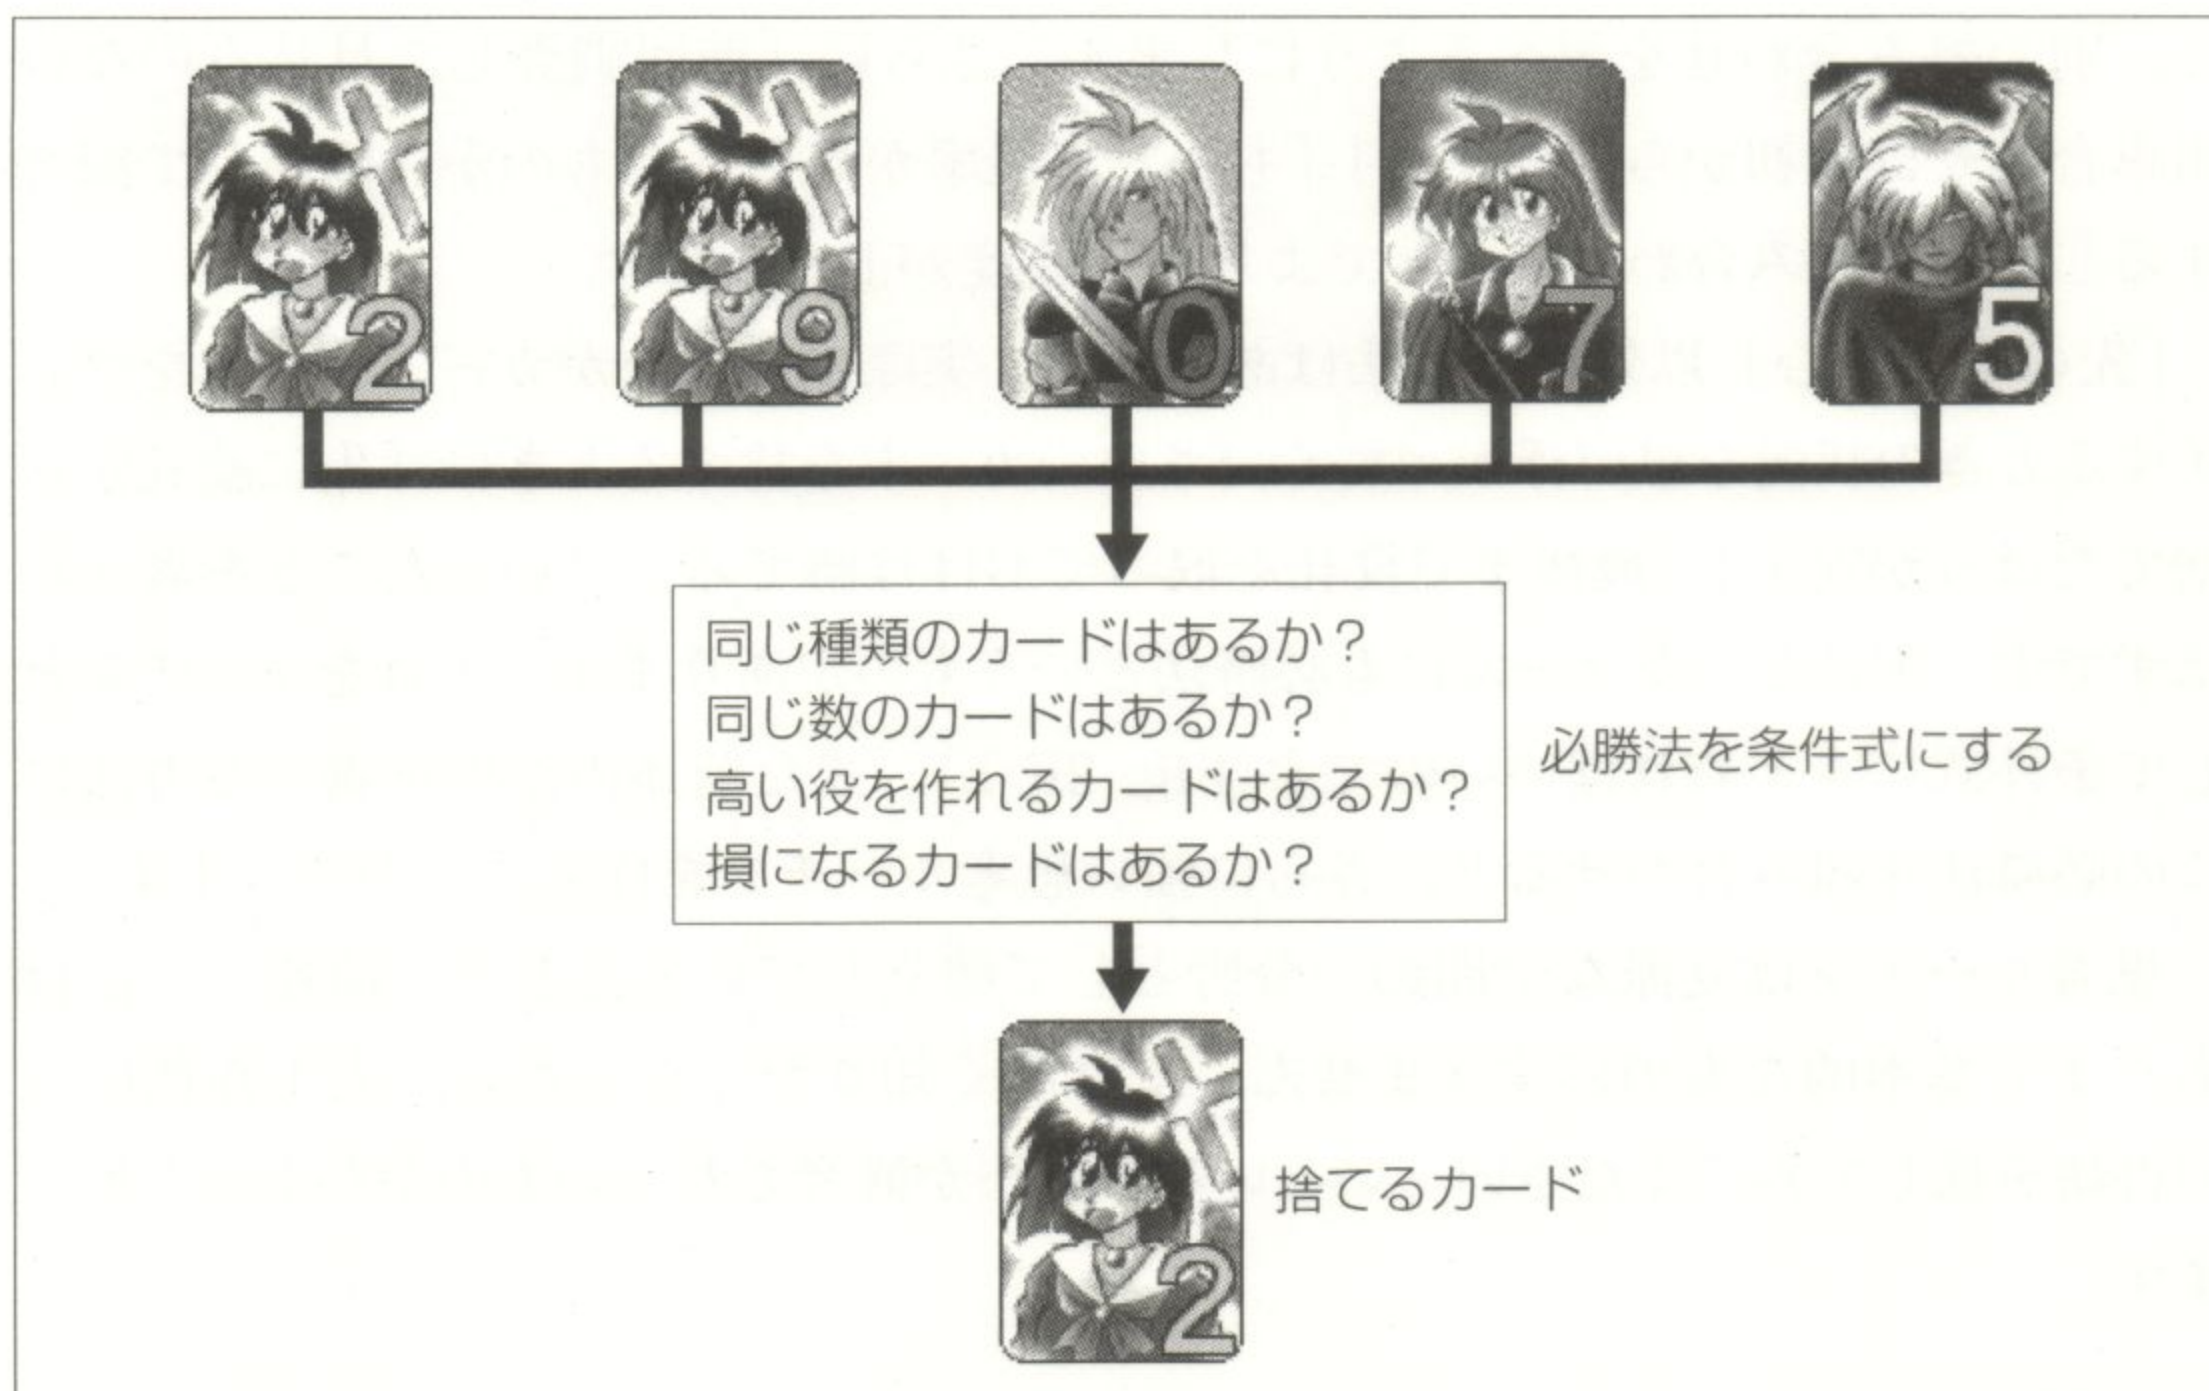 2 9 0 7 5
同じ種類のカードはあるか？
同じ数のカードはあるか？
高い役を作れるカードはあるか？
損になるカードはあるか？
必勝法を条件式にする
2
捨てるカード